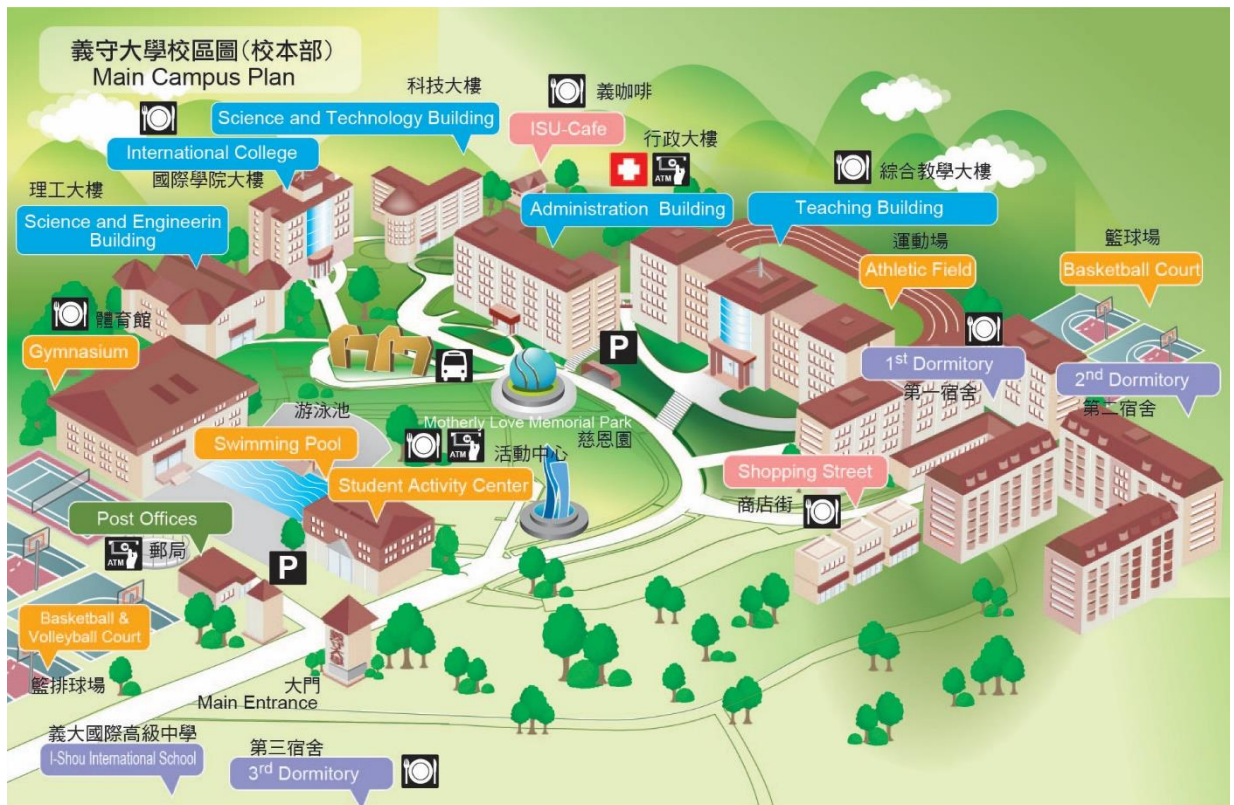 義守大學校區圖(校本部)
Main Campus Plan
科技大樓
Science and Technology Building
義咖啡
ISU-Cafe
International College
國際學院大樓
行政大樓
ATM
Administration Building
綜合教學大樓
Teaching Building
理工大樓
Science and Engineerin
Building
運動場
Athletic Field
籃球場
Basketball Court
體育館
Gymnasium
P
1st Dormitory
第一宿舍
2nd Dormitory
第二宿舍
Motherly Love Memorial Park
慈恩園
游泳池
Swimming Pool
ATM
活動中心
Student Activity Center
Shopping Street
商店街
Post Offices
ATM
郵局
P
Basketball &
Volleyball Court
籃排球場
義守大學
大門
Main Entrance
義大國際高級中學
I-Shou International School
第三宿舍
3rd Dormitory